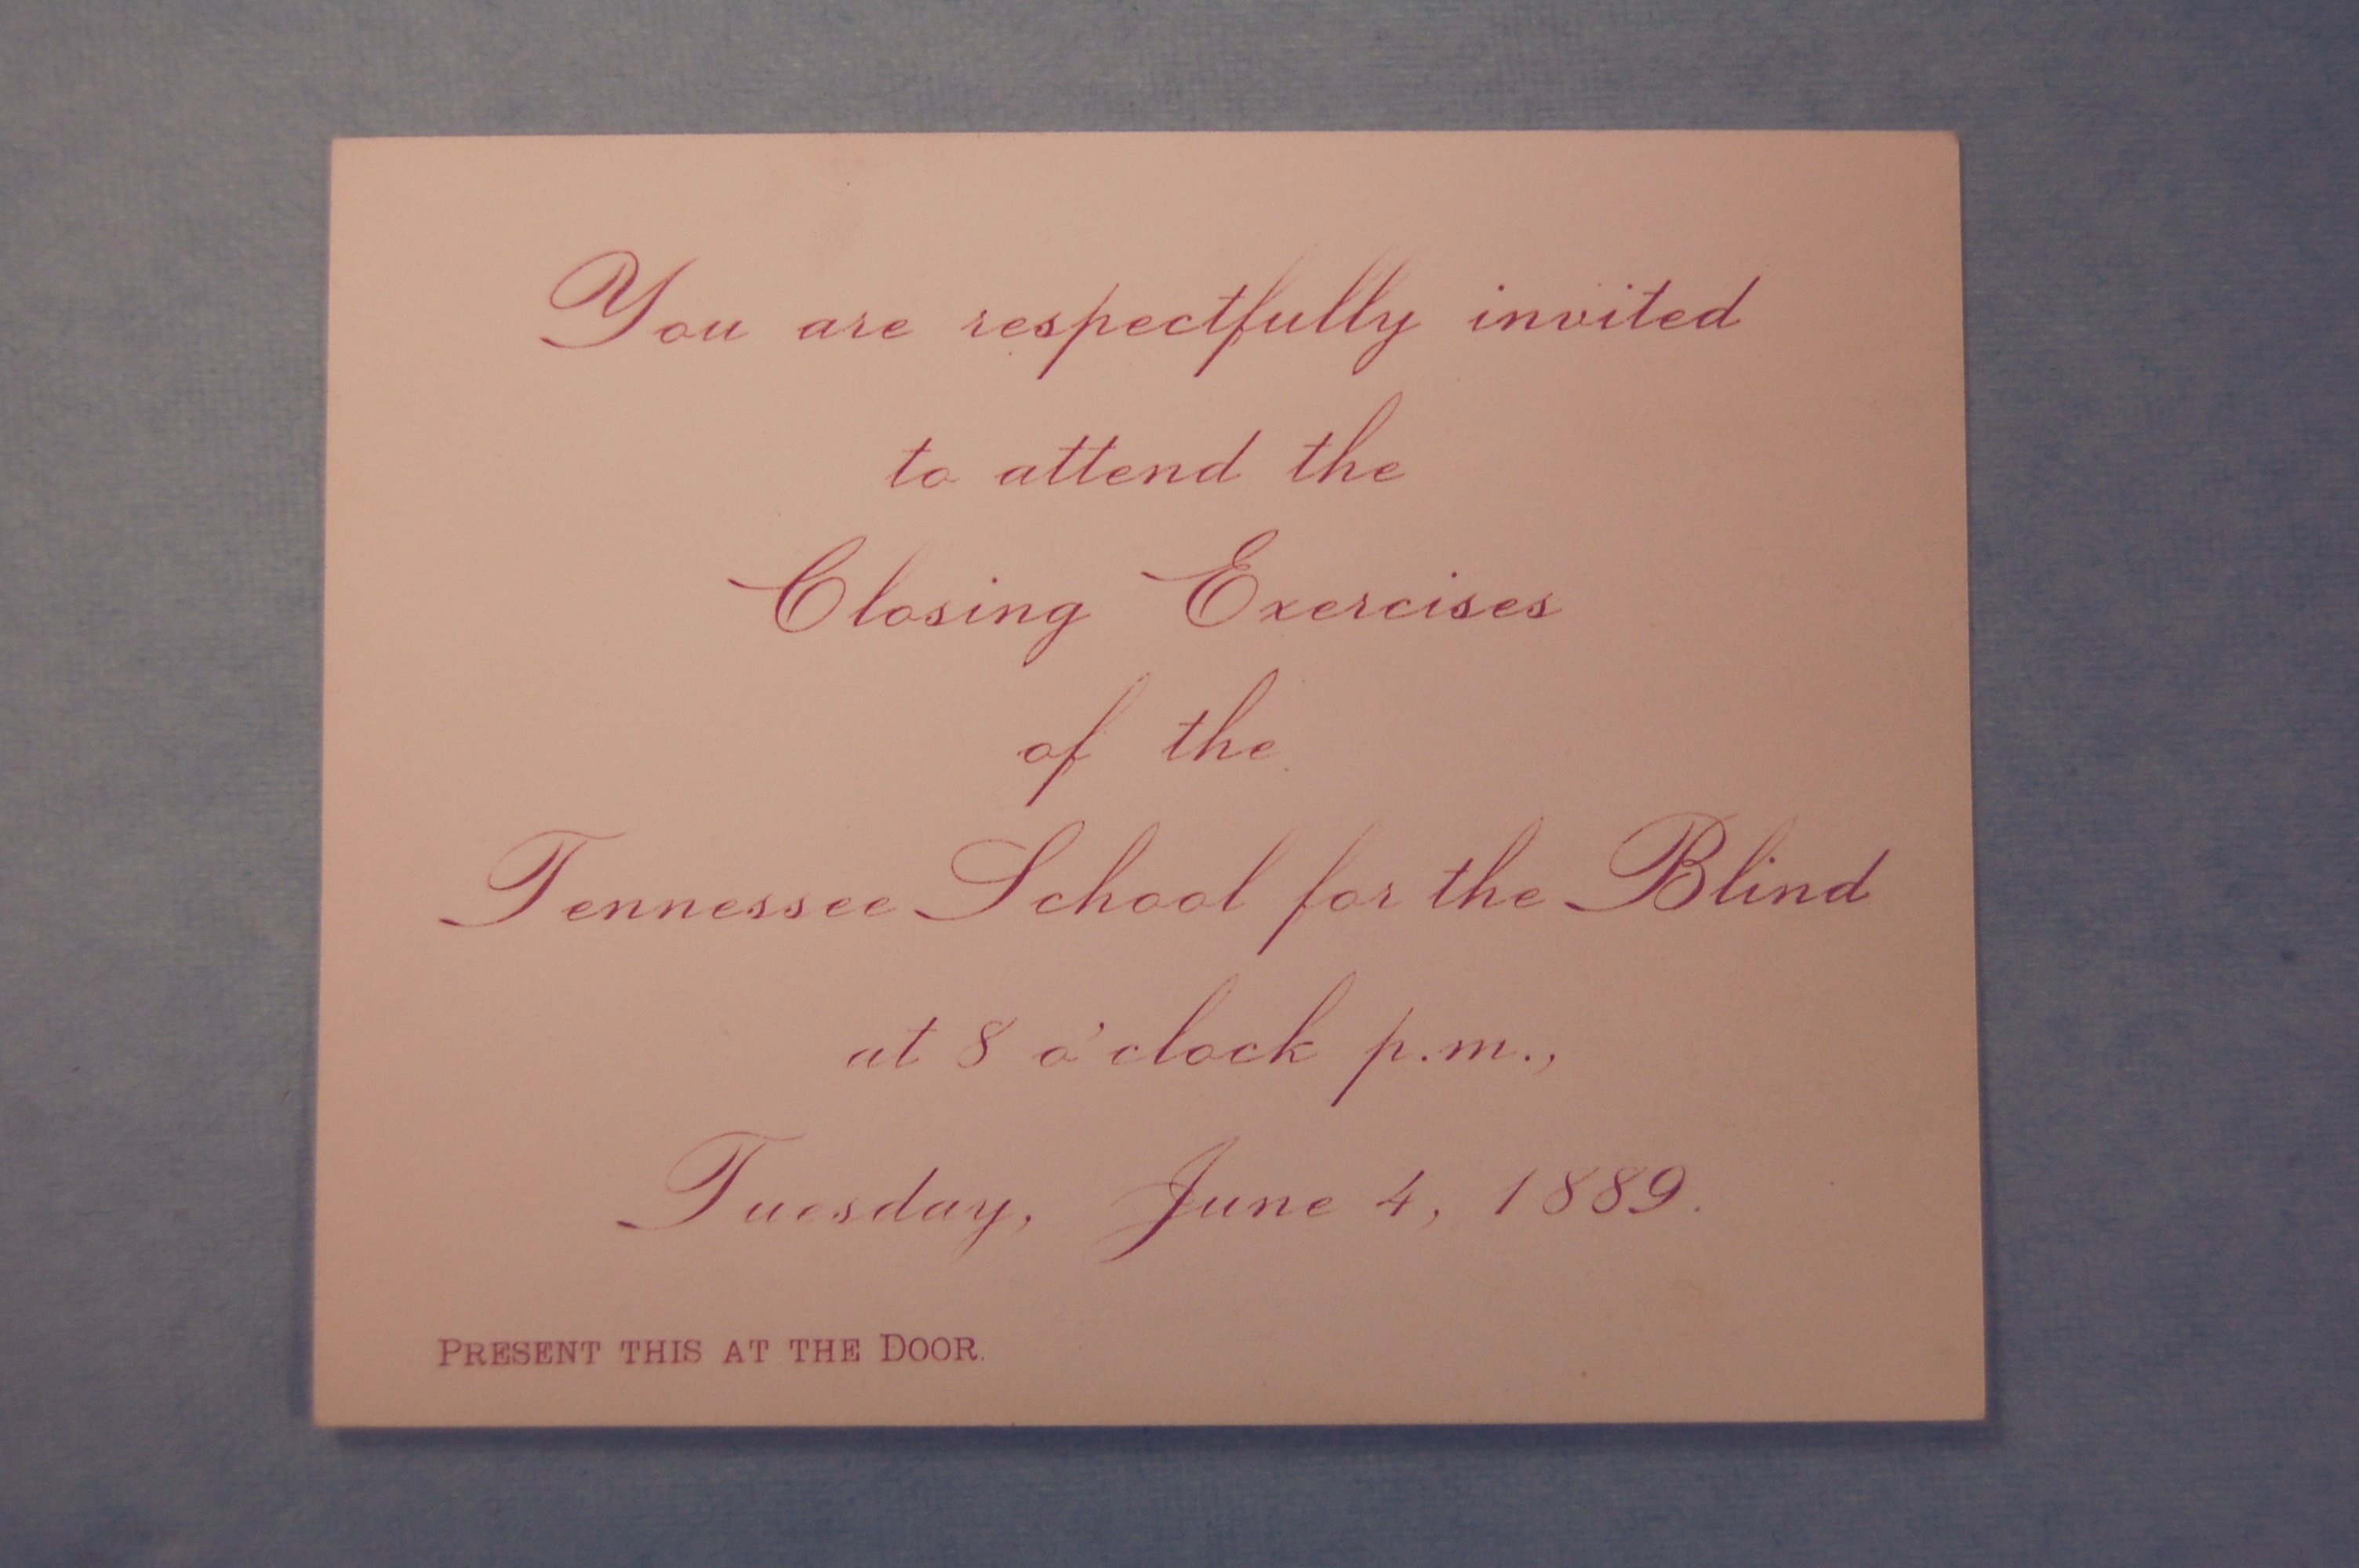 You are respectfully invited
to attend the
Closing Exercises
of the
Tennessee School for the Blind
at 8 o'clock p.m.,
Tuesday, June 4, 1889.
PRESENT THIS AT THE DOOR.